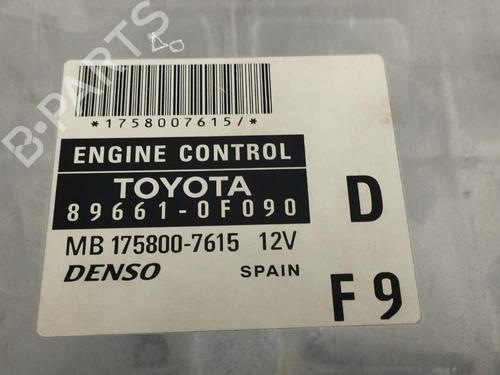 B-PARTS
*1758007615/*
ENGINE CONTROL
TOYOTA
89661-0F090
D
MB 175800-7615 12V
DENSO SPAIN
F9